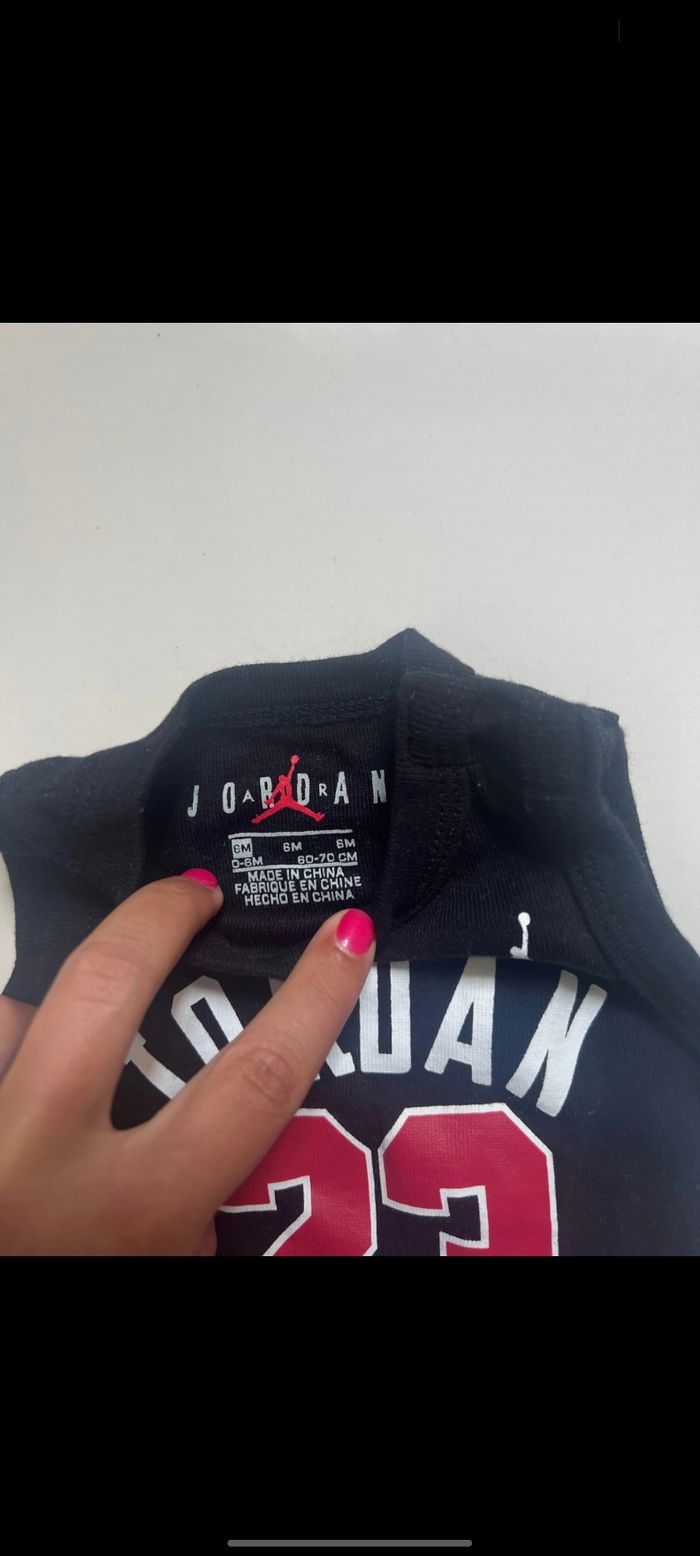 JORDAN
AIR
6M 6M 6M
0-6M 60-70 CM
MADE IN CHINA
FABRIQUE EN CHINE
HECHO EN CHINA
JORDAN
23